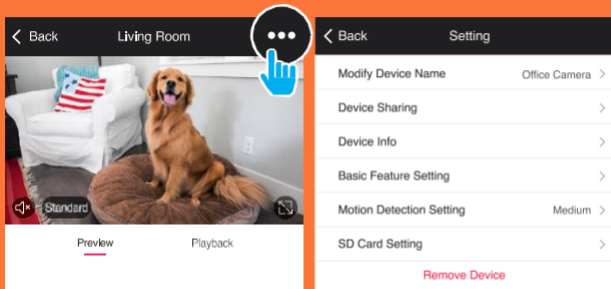 Back Living Room
Standard
Preview Playback
Back Setting
Modify Device Name Office Camera
Device Sharing
Device Info
Basic Feature Setting
Motion Detection Setting Medium
SD Card Setting
Remove Device